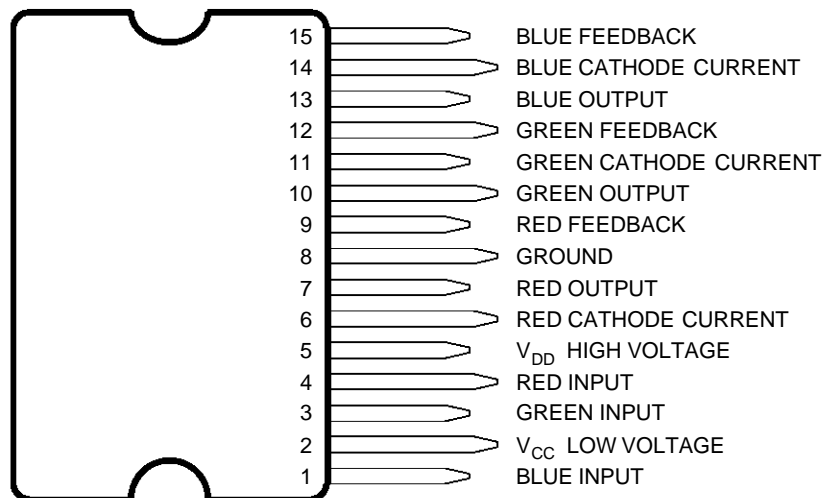 15 BLUE FEEDBACK
14 BLUE CATHODE CURRENT
13 BLUE OUTPUT
12 GREEN FEEDBACK
11 GREEN CATHODE CURRENT
10 GREEN OUTPUT
9 RED FEEDBACK
8 GROUND
7 RED OUTPUT
6 RED CATHODE CURRENT
5 VDD HIGH VOLTAGE
4 RED INPUT
3 GREEN INPUT
2 VCC LOW VOLTAGE
1 BLUE INPUT